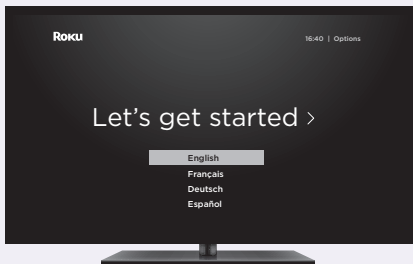 Roku
16:40 | Options
Let's get started >
English
Français
Deutsch
Español